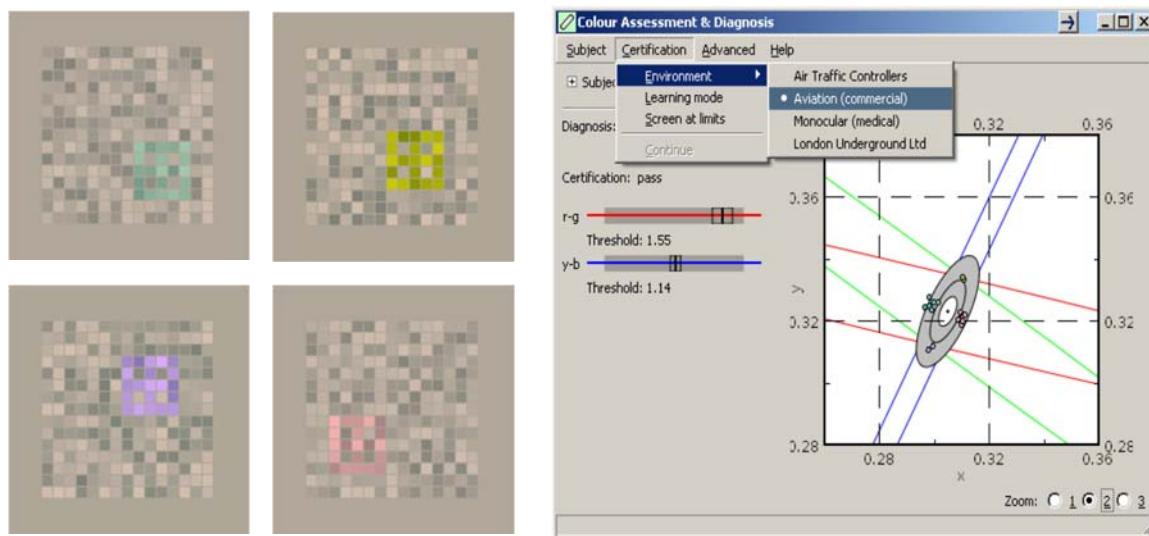 Colour Assessment & Diagnosis
Subject Certification Advanced Help
Subje
Environment
Learning mode
Screen at limits
Continue
Air Traffic Controllers
Aviation (commercial)
Monocular (medical)
London Underground Ltd
Diagnosis:
Certification: pass
r-g
Threshold: 1.55
y-b
Threshold: 1.14
0.32 0.36
0.36 0.36
y
0.32 0.32
0.28 0.28
0.28 0.32 0.36
x
Zoom: 1 2 3